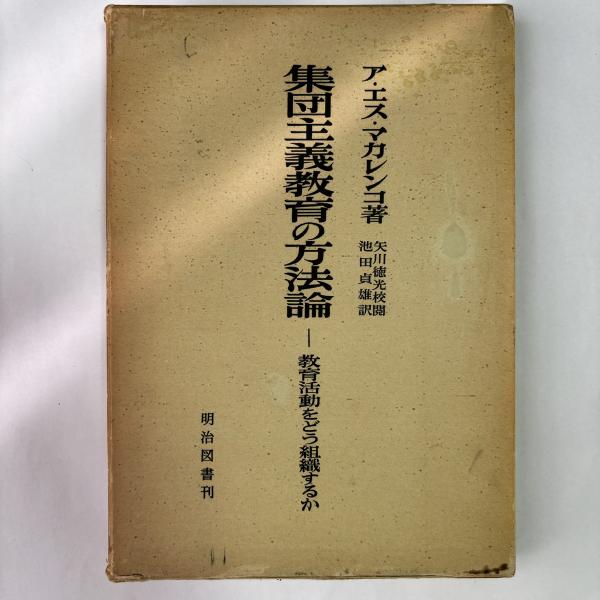 ア・エス・マカレンコ著
矢川徳光校閲
池田貞雄訳
集団主義教育の方法論
―教育活動をどう組織するか
明治図書刊